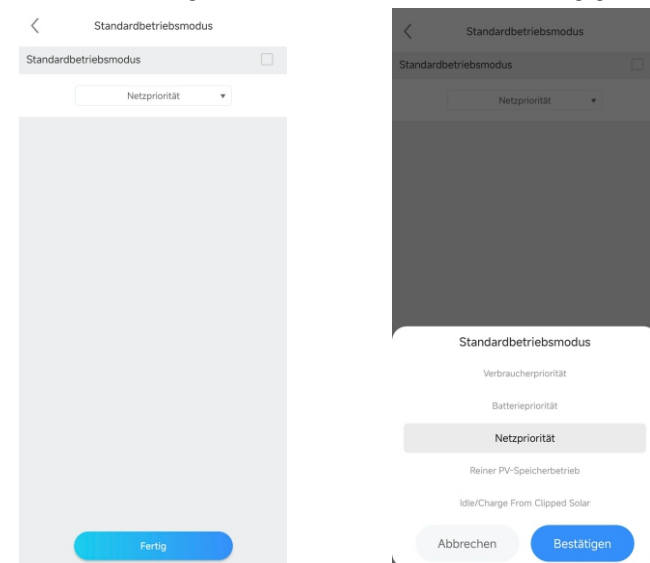 Standardbetriebsmodus
Standardbetriebsmodus
Netzpriorität
Fertig
Standardbetriebsmodus
Standardbetriebsmodus
Netzpriorität
Standardbetriebsmodus
Verbraucherpriorität
Batteriepriorität
Netzpriorität
Reiner PV-Speicherbetrieb
Idle/Charge From Clipped Solar
Abbrechen Bestätigen